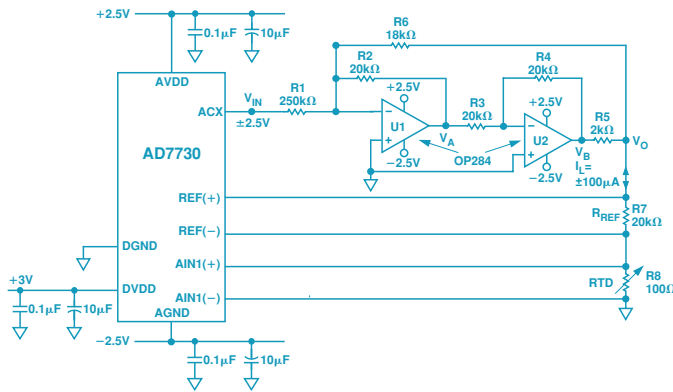 +2.5V
0.1µF
10µF
R6
18kΩ
R2
20kΩ
R4
20kΩ
AVDD
ACX
VIN
±2.5V
R1
250kΩ
+2.5V
−
U1
+
−2.5V
VA
R3
20kΩ
OP284
+2.5V
−
U2
+
−2.5V
R5
2kΩ
VO
VB
IL=
±100µA
AD7730
REF(+)
RREF
R7
20kΩ
REF(−)
DGND
AIN1(+)
+3V
DVDD
RTD
R8
100Ω
0.1µF
10µF
AIN1(−)
AGND
−2.5V
0.1µF
10µF